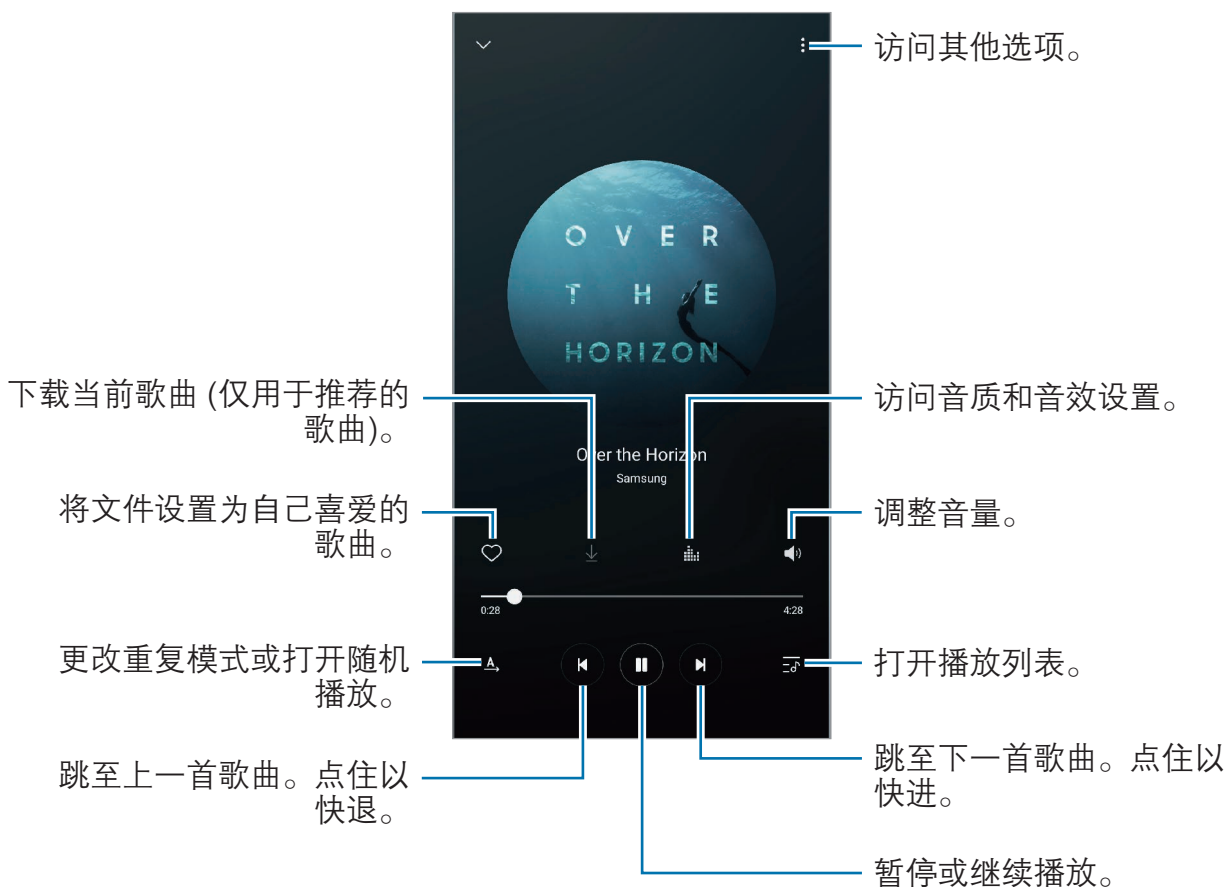 访问其他选项。
OVER
THE
HORIZON
下载当前歌曲 (仅用于推荐的
歌曲)。
访问音质和音效设置。
Over the Horizon
Samsung
将文件设置为自己喜爱的
歌曲。
调整音量。
0:28
4:28
更改重复模式或打开随机
播放。
A
打开播放列表。
跳至上一首歌曲。点住以
快退。
跳至下一首歌曲。点住以
快进。
暂停或继续播放。